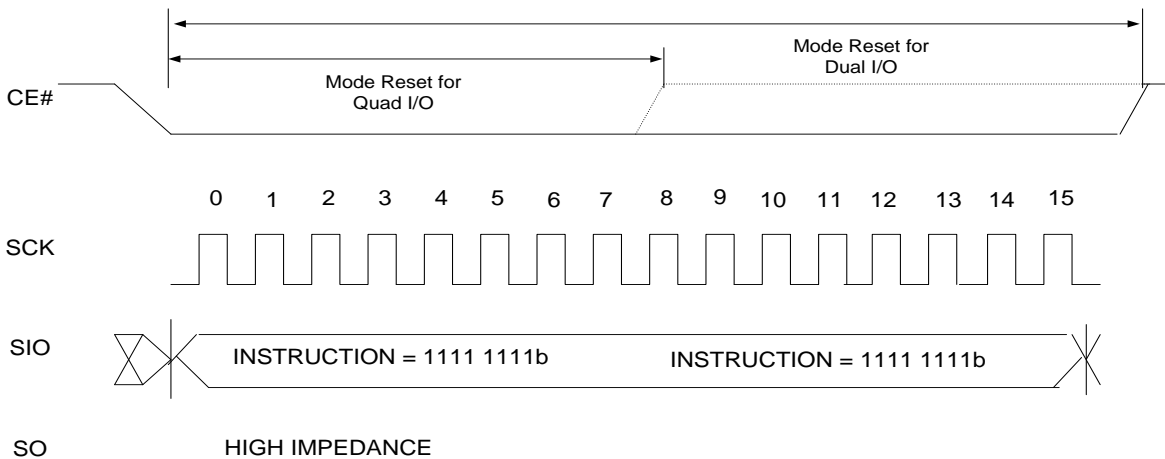 Mode Reset for
Dual I/O
Mode Reset for
Quad I/O
CE#
0 1 2 3 4 5 6 7 8 9 10 11 12 13 14 15
SCK
SIO
INSTRUCTION = 1111 1111b INSTRUCTION = 1111 1111b
SO HIGH IMPEDANCE